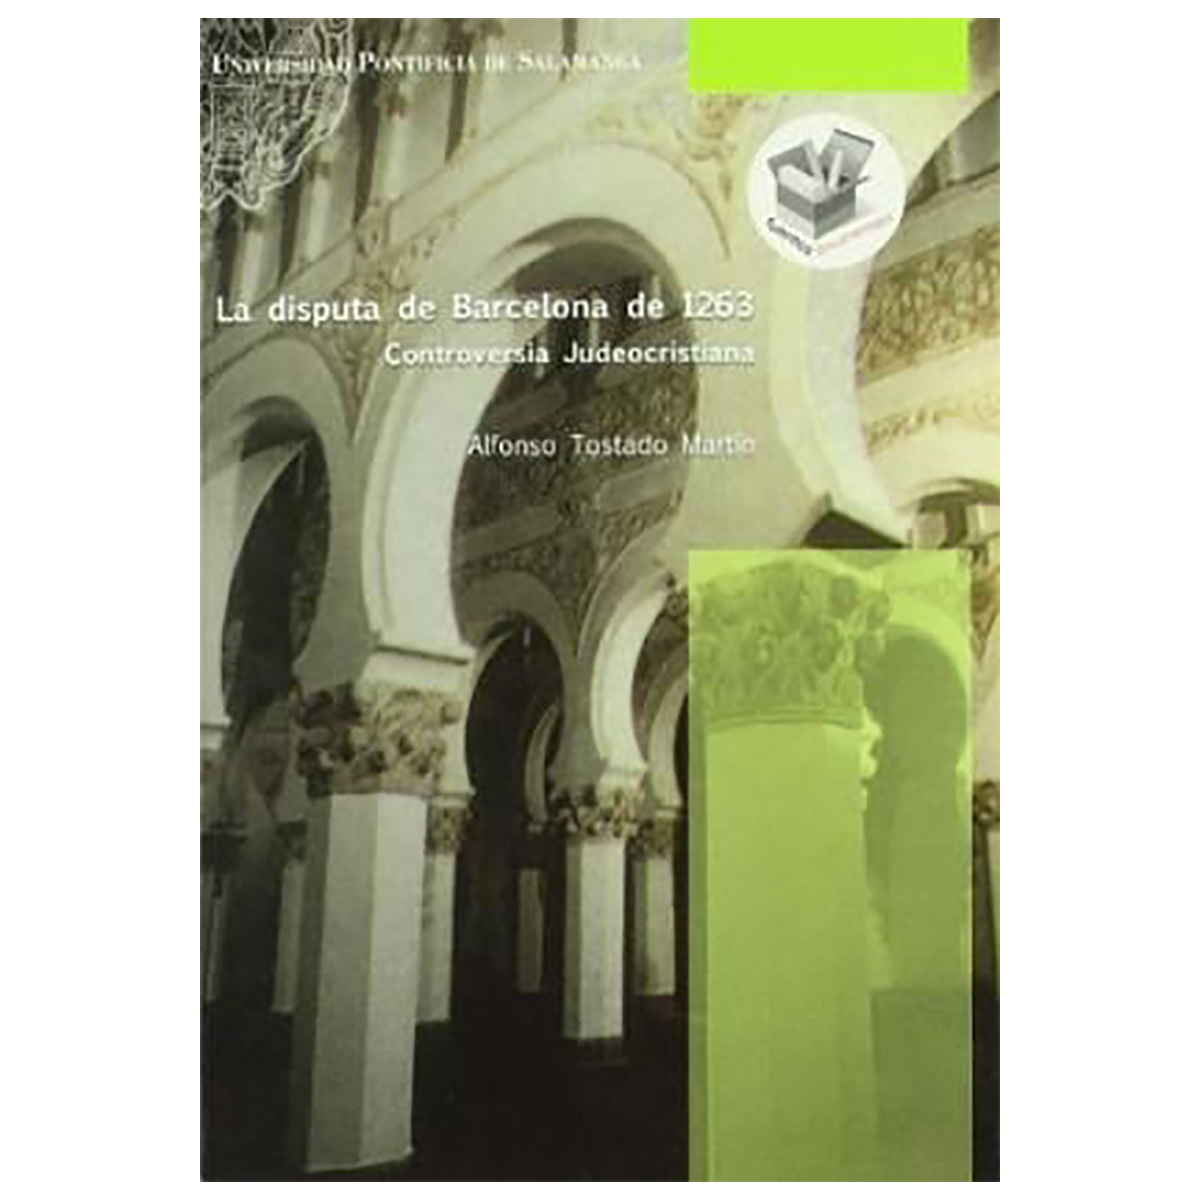 UNIVERSIDAD PONTIFICIA DE SALAMANCA
La disputa de Barcelona de 1263
Controversia Judeocristiana
Alfonso Tostado Martín